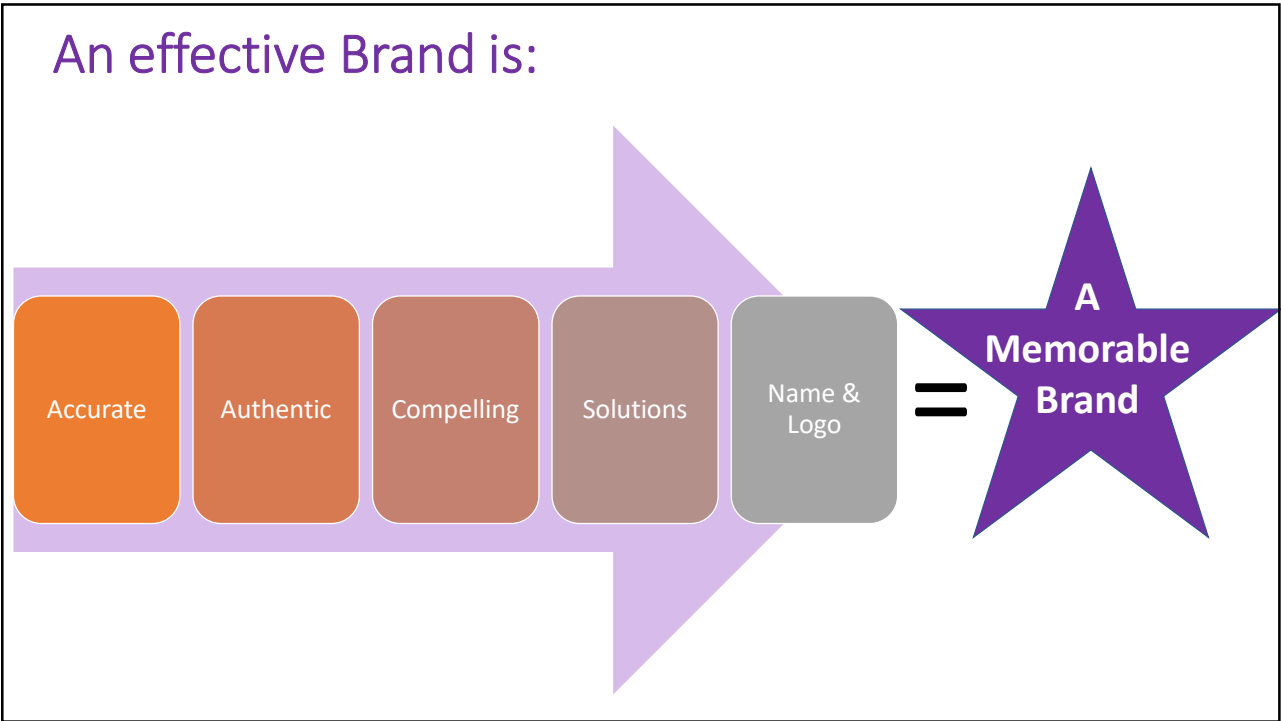 An effective Brand is:
Accurate
Authentic
Compelling
Solutions
Name &
Logo
=
A
Memorable
Brand